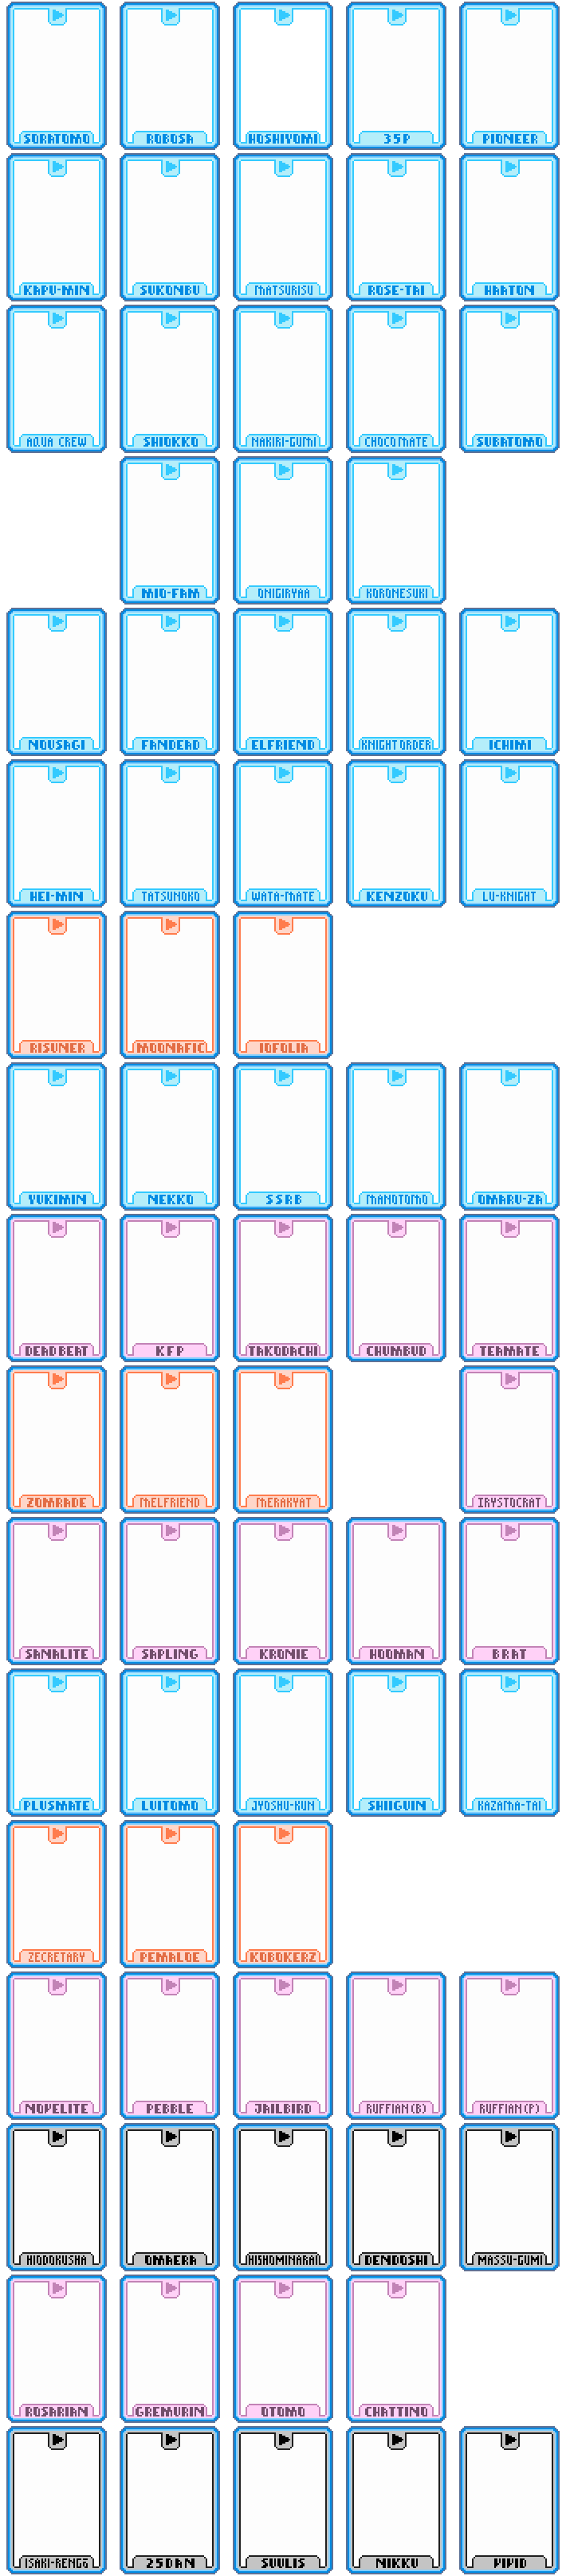 SORATOMO ROBOSA HOSHIYOMI 35P PIONEER
KAPU-MIN SUKONBU MATSURISU ROSE-TAI HAATON
AQUA CREW SHIOKKO NAKIRI-GUMI CHOCOMATE SUBATOMO
MIO-FAM ONIGIRYAA KORONESUKI
NOUSAGI FANDEAD ELFRIEND KNIGHT ORDER ICHIMI
HEI-MIN TATSUNOKO WATA-MATE KENZOKU LU-KNIGHT
RISUNER MOONAFIC IOFOLIA
YUKIMIN NEKKO SSRB MANOTOMO OMARU-ZA
DEADBEAT KFP TAKODACHI CHUMBUD TEAMATE
ZOMRADE MELFRIEND MERAKYAT IRYSTOCRAT
SANALITE SAPLING KRONIE HOOMAN BRAT
PLUSMATE LUITOMO JYOSHU-KUN SHIIGUIN KAZAMA-TAI
ZECRETARY PEMALOE KOBOKERZ
NOVELITE PEBBLE JAILBIRD RUFFIAN(B) RUFFIAN(P)
HIODOKUSHA OMAERA HISHOMINARAI DENDOSHI MASSU-GUMI
ROSARIAN GREMURIN OTOMO CHATTINO
ISAKI-RENGŌ 25DAN SUULIS NIKKU VIVID